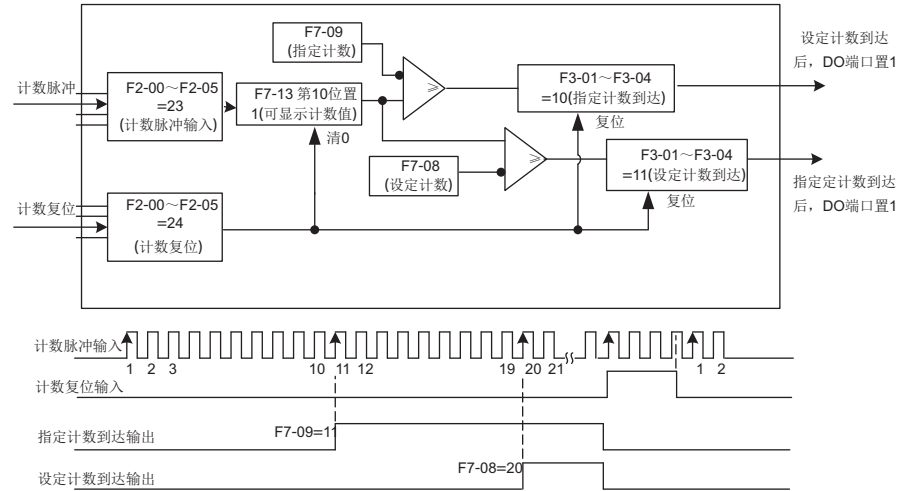 F7-09
(指定计数)
设定计数到达
后，DO端口置1
计数脉冲
F2-00～F2-05
=23
(计数脉冲输入)
F7-13 第10位置
1(可显示计数值)
≥
F3-01～F3-04
=10(指定计数到达)
清0
复位
F7-08
(设定计数)
≥
F3-01～F3-04
=11(设定计数到达)
复位
指定定计数到达
后，DO端口置1
计数复位
F2-00～F2-05
=24
(计数复位)
计数脉冲输入
1 2 3 10 11 12 19 20 21 1 2
计数复位输入
F7-09=11
指定计数到达输出
F7-08=20
设定计数到达输出